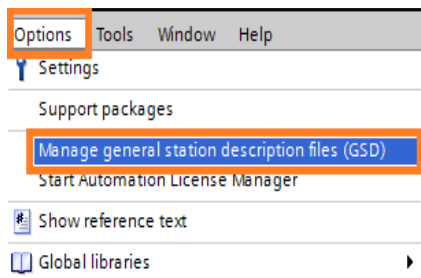 Options Tools Window Help
Settings
Support packages
Manage general station description files (GSD)
Start Automation License Manager
Show reference text
Global libraries